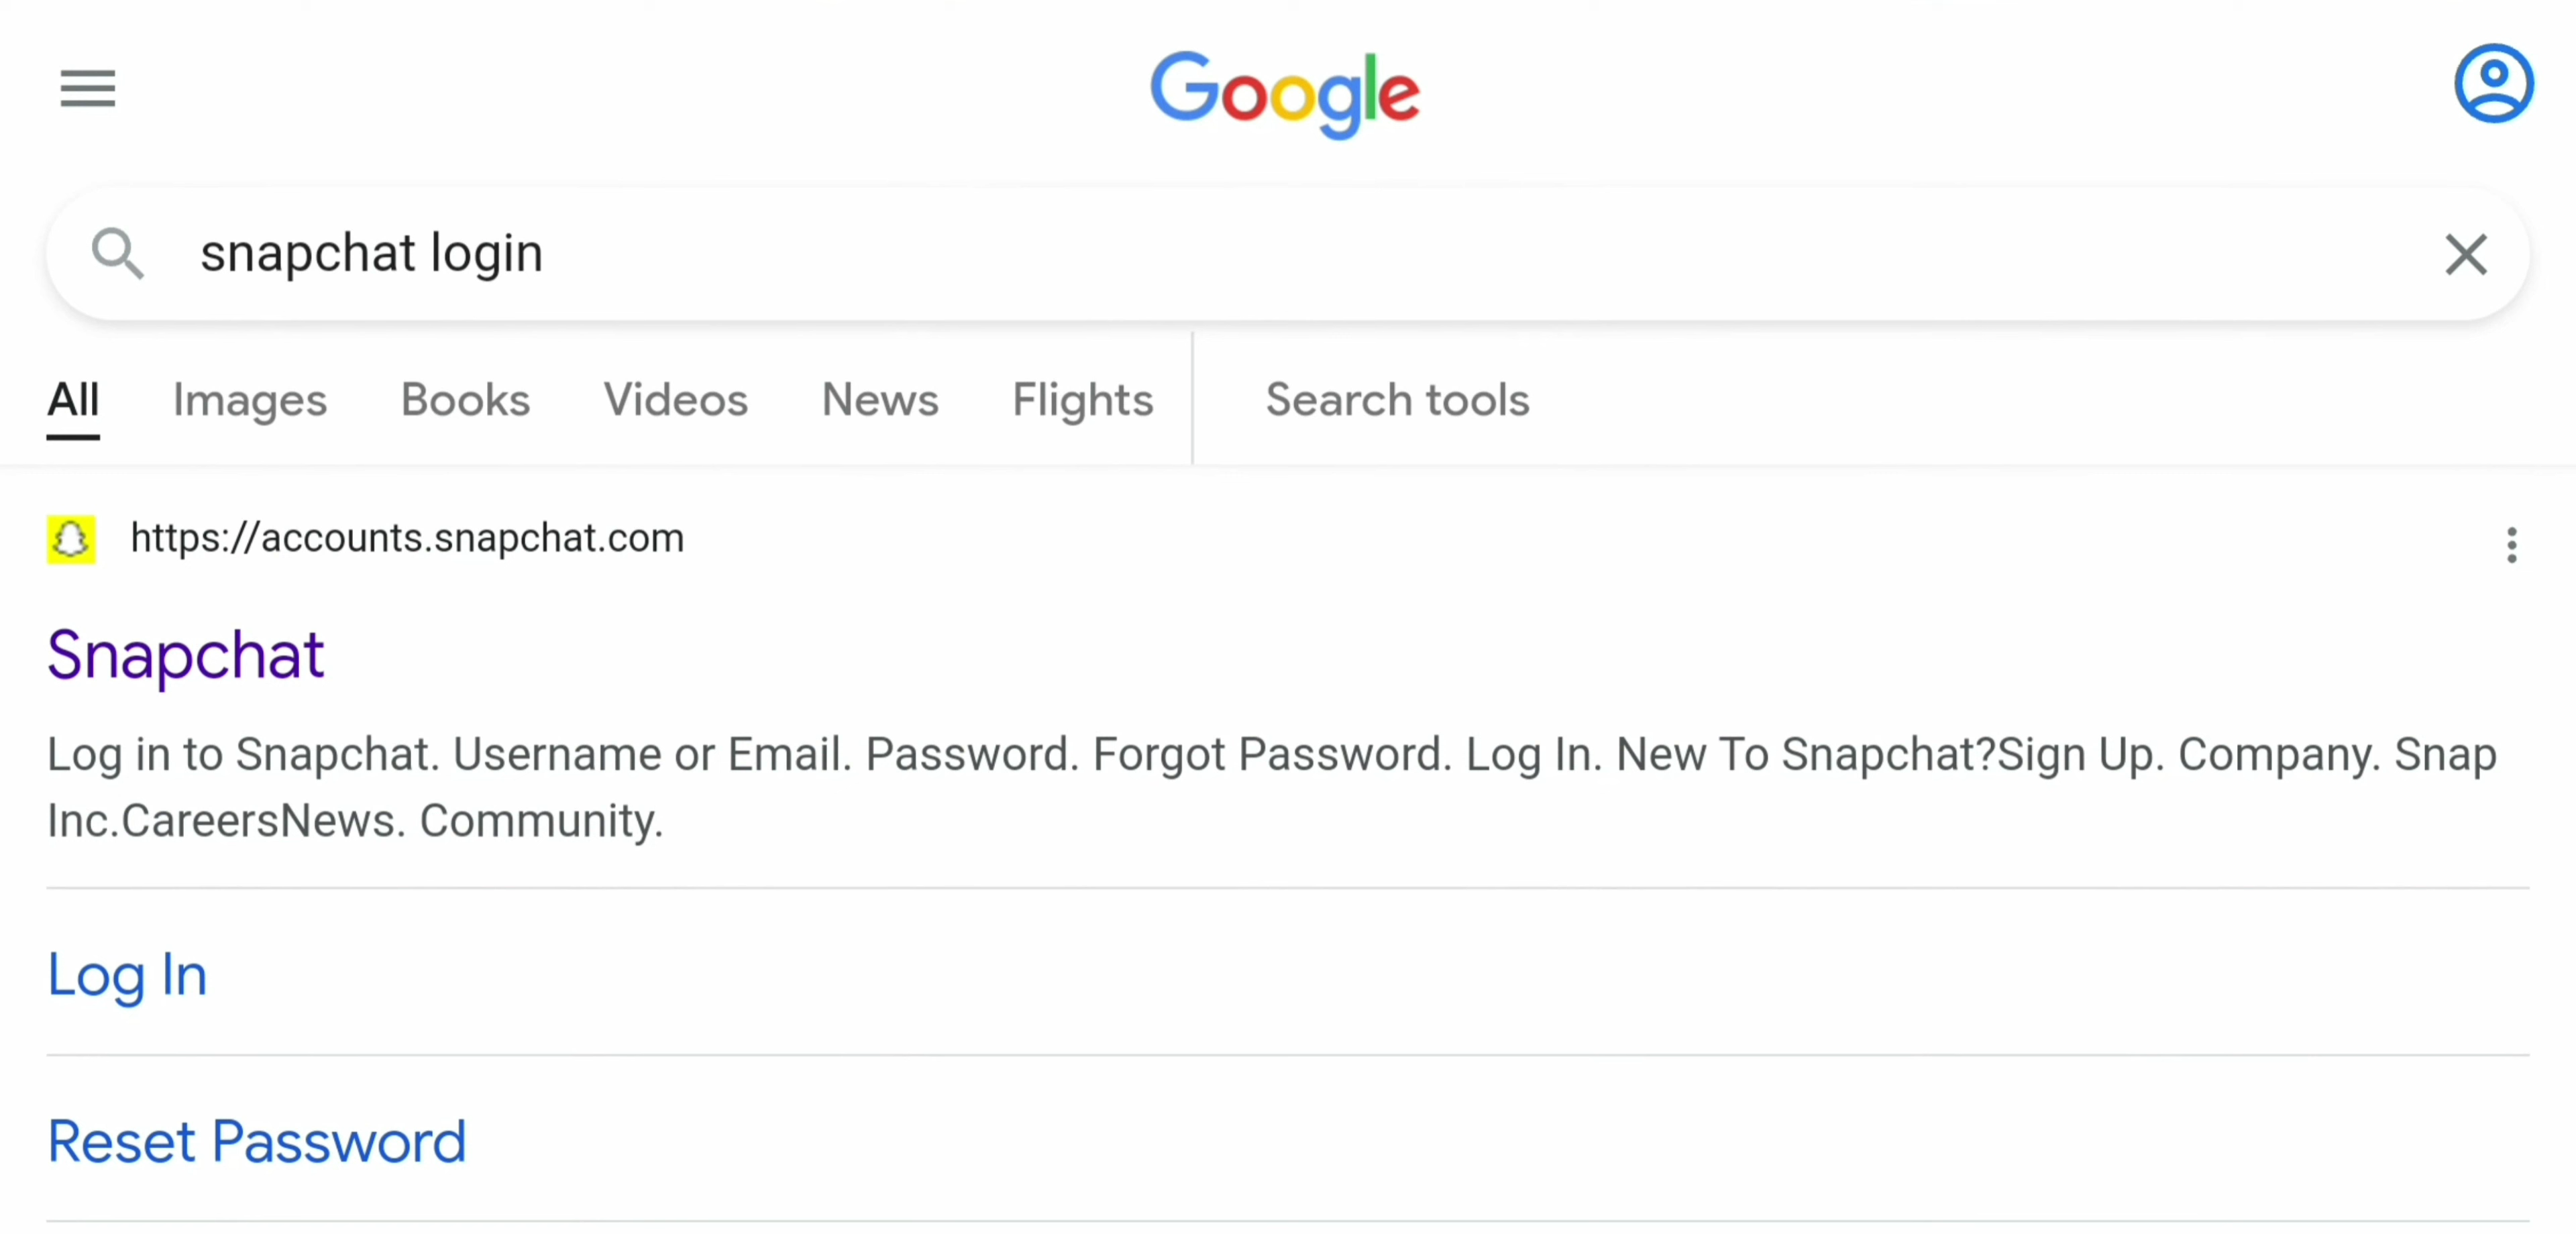 Google
snapchat login
All Images Books Videos News Flights Search tools
https://accounts.snapchat.com
Snapchat
Log in to Snapchat. Username or Email. Password. Forgot Password. Log In. New To Snapchat?Sign Up. Company. Snap
Inc.CareersNews. Community.
Log In
Reset Password